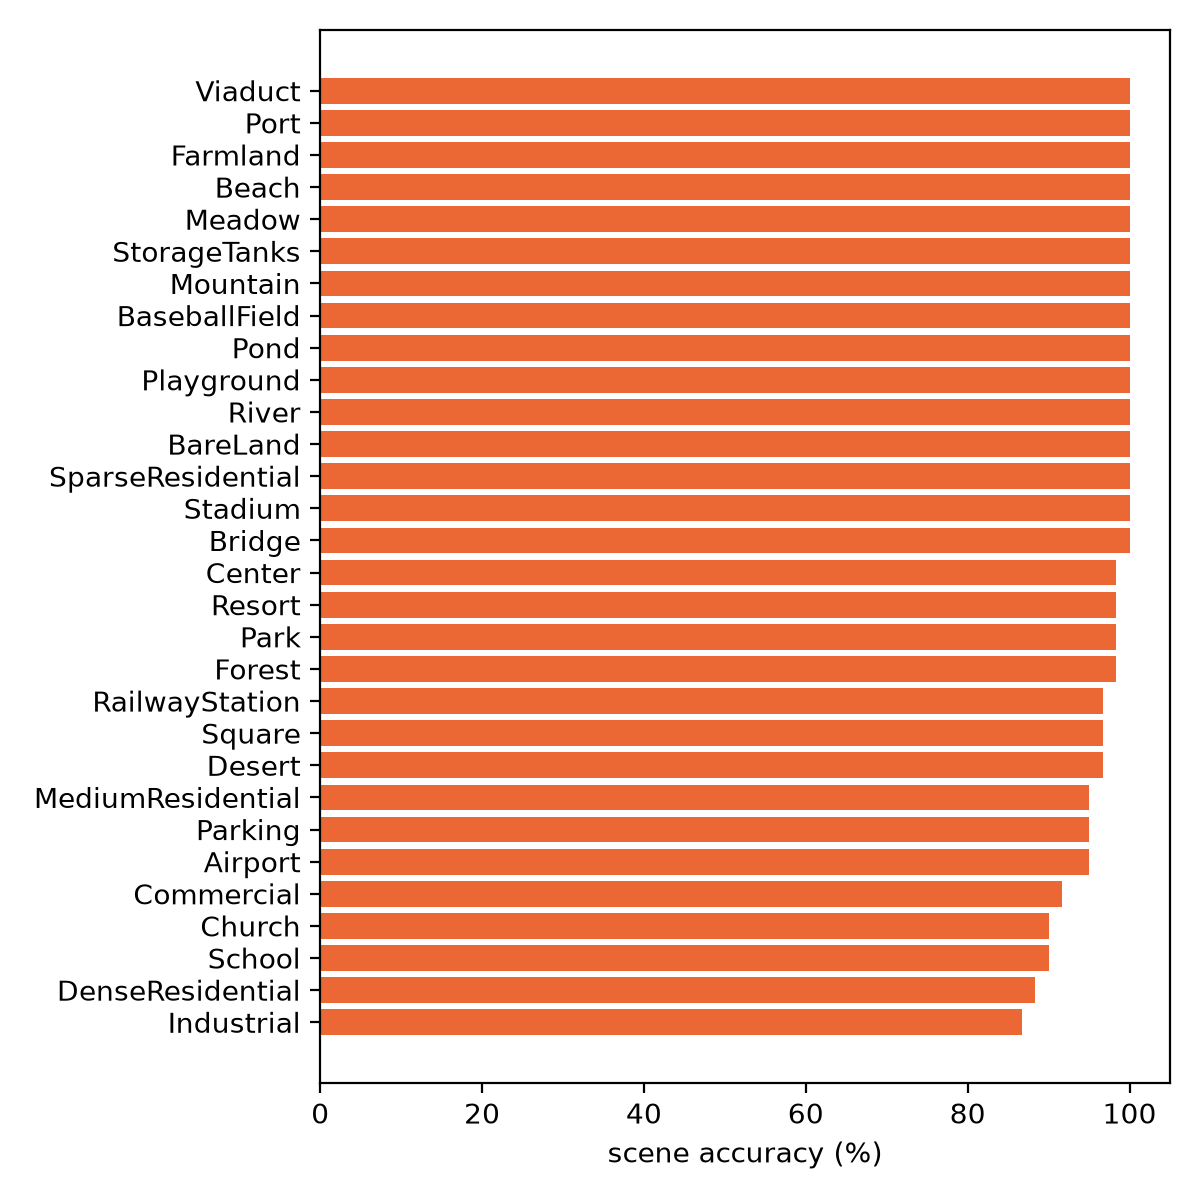 Viaduct
Port
Farmland
Beach
Meadow
StorageTanks
Mountain
BaseballField
Pond
Playground
River
BareLand
SparseResidential
Stadium
Bridge
Center
Resort
Park
Forest
RailwayStation
Square
Desert
MediumResidential
Parking
Airport
Commercial
Church
School
DenseResidential
Industrial
0 20 40 60 80 100
scene accuracy (%)